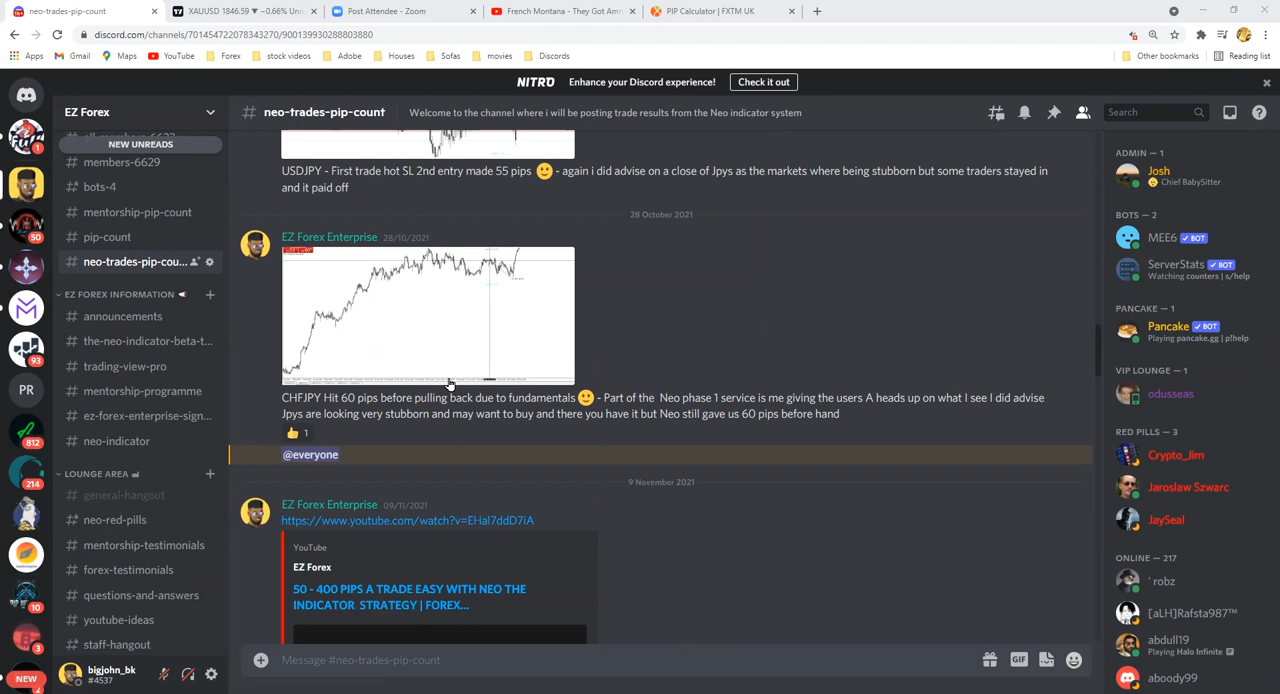 neo-trades-pip-count
XAUUSD 1846.59 ▼ −0.66% Unn
Post Attendee - Zoom
French Montana - They Got Am
PIP Calculator | FXTM UK
discord.com/channels/701454722078343270/900139930288803880
Apps
Gmail
Maps
YouTube
Forex
stock videos
Adobe
Houses
Sofas
movies
Discords
Other bookmarks
Reading list
NITRO
Enhance your Discord experience!
Check it out
EZ Forex
neo-trades-pip-count
Welcome to the channel where i will be posting trade results from the Neo indicator system
Search
NEW UNREADS
members-6629
bots-4
mentorship-pip-count
pip-count
neo-trades-pip-cou...
EZ FOREX INFORMATION
announcements
the-neo-indicator-beta-t...
trading-view-pro
mentorship-programme
ez-forex-enterprise-sign...
neo-indicator
LOUNGE AREA
general-hangout
neo-red-pills
mentorship-testimonials
forex-testimonials
questions-and-answers
youtube-ideas
staff-hangout
bigjohn_bk
#4537
1
50
PR
93
812
214
10
3
NEW
2
USDJPY - First trade hot SL 2nd entry made 55 pips 🙂 - again i did advise on a close of Jpys as the markets where being stubborn but some traders stayed in
and it paid off
28 October 2021
EZ Forex Enterprise 28/10/2021
CHFJPY Hit 60 pips before pulling back due to fundamentals 🙂 - Part of the Neo phase 1 service is me giving the users A heads up on what I see I did advise
Jpys are looking very stubborn and may want to buy and there you have it but Neo still gave us 60 pips before hand
👍 1
@everyone
9 November 2021
EZ Forex Enterprise 09/11/2021
https://www.youtube.com/watch?v=EHal7ddD7iA
YouTube
EZ Forex
50 - 400 PIPS A TRADE EASY WITH NEO THE
INDICATOR STRATEGY | FOREX...
Message #neo-trades-pip-count
GIF
ADMIN — 1
Josh
Chief BabySitter
BOTS — 2
MEE6 ✓ BOT
ServerStats ✓ BOT
Watching counters | s/help
PANCAKE — 1
Pancake ✓ BOT
Playing pancake.gg | p!help
VIP LOUNGE — 1
odusseas
RED PILLS — 3
Crypto_Jim
Jaroslaw Szwarc
JaySeal
ONLINE — 217
' robz
[aLH]Rafsta987™
abdull19
Playing Halo Infinite
aboody99